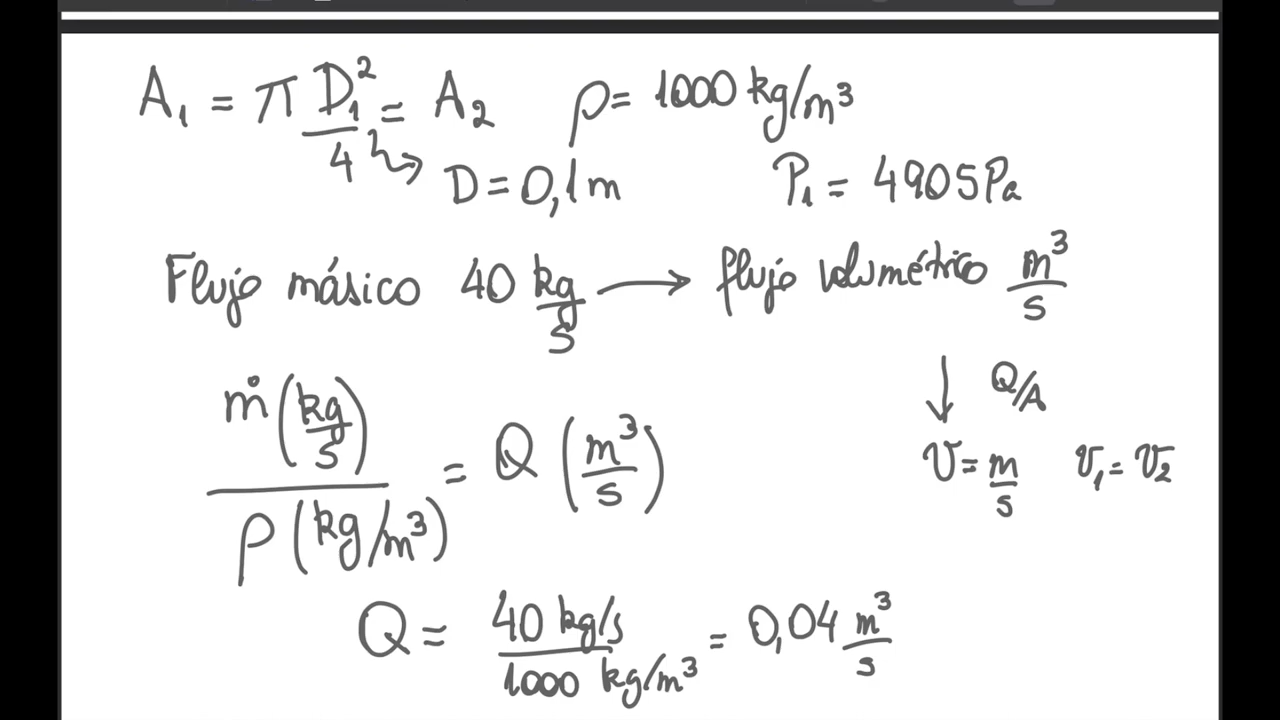 A₁ = π D₁²/4 = A₂ ρ = 1000 kg/m³
D = 0,1m P₁ = 4905 Pa
Flujo másico 40 kg/s → flujo volumétrico m³/s
↓ Q/A
ṁ (kg/s) / ρ (kg/m³) = Q (m³/s) v = m/s v₁ = v₂
Q = 40 kg/s / 1000 kg/m³ = 0,04 m³/s